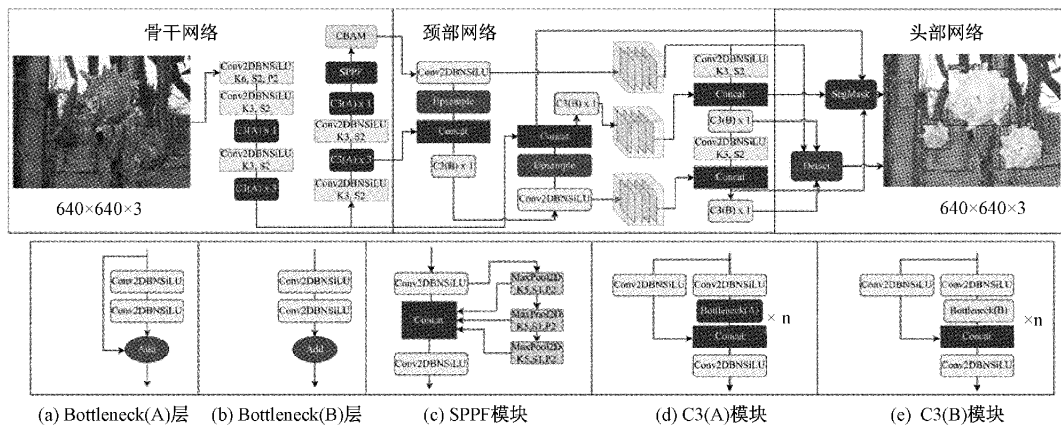 骨干网络
颈部网络
头部网络
640×640×3
Conv2DBNSiLU
K6, S2, P2
Conv2DBNSiLU
K3, S2
C3(A) x 1
Conv2DBNSiLU
K3, S2
CBAM
SPPF
C3(A) x 1
Conv2DBNSiLU
K3, S2
Conv2DBNSiLU
K3, S2
Conv2DBNSiLU
Upsample
Concat
C3(B) x 1
C3(B) x 1
Concat
Upsample
Conv2DBNSiLU
Conv2DBNSiLU
K3, S2
Concat
C3(B) x 1
Conv2DBNSiLU
K3, S2
Concat
C3(B) x 1
SegMask
Detect
640×640×3
Conv2DBNSiLU
Conv2DBNSiLU
Add
(a) Bottleneck(A)层
Conv2DBNSiLU
Conv2DBNSiLU
Add
(b) Bottleneck(B)层
Conv2DBNSiLU
Concat
Conv2DBNSiLU
MaxPool2D
K5,S1,P2
MaxPool2D
K5,S1,P2
MaxPool2D
K5,S1,P2
(c) SPPF模块
Conv2DBNSiLU
Conv2DBNSiLU
Bottleneck(A)
× n
Concat
Conv2DBNSiLU
(d) C3(A)模块
Conv2DBNSiLU
Conv2DBNSiLU
Bottleneck(B)
×n
Concat
Conv2DBNSiLU
(e) C3(B)模块